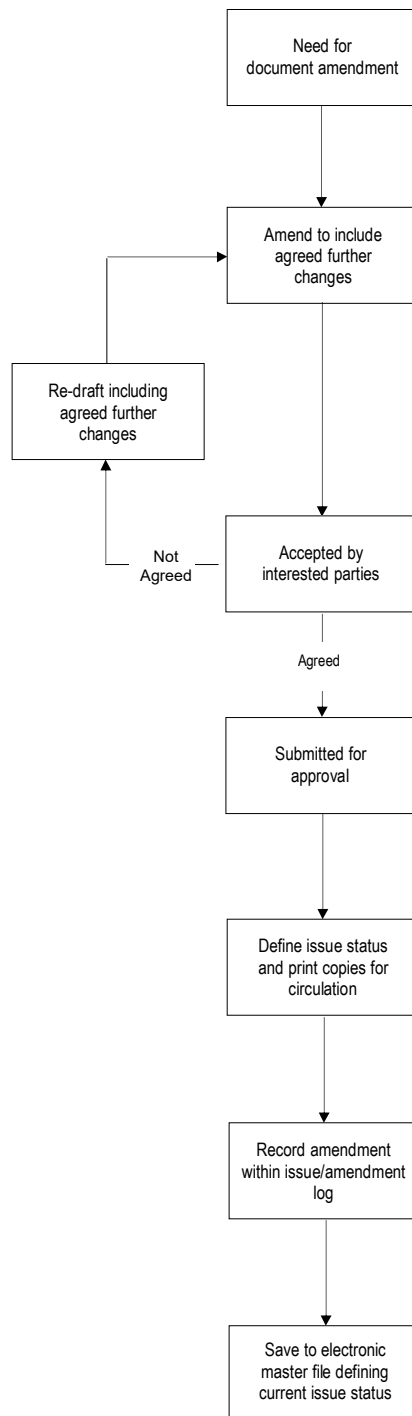 Need for
document amendment
Amend to include
agreed further
changes
Re-draft including
agreed further
changes
Not
Agreed
Accepted by
interested parties
Agreed
Submitted for
approval
Define issue status
and print copies for
circulation
Record amendment
within issue/amendment
log
Save to electronic
master file defining
current issue status